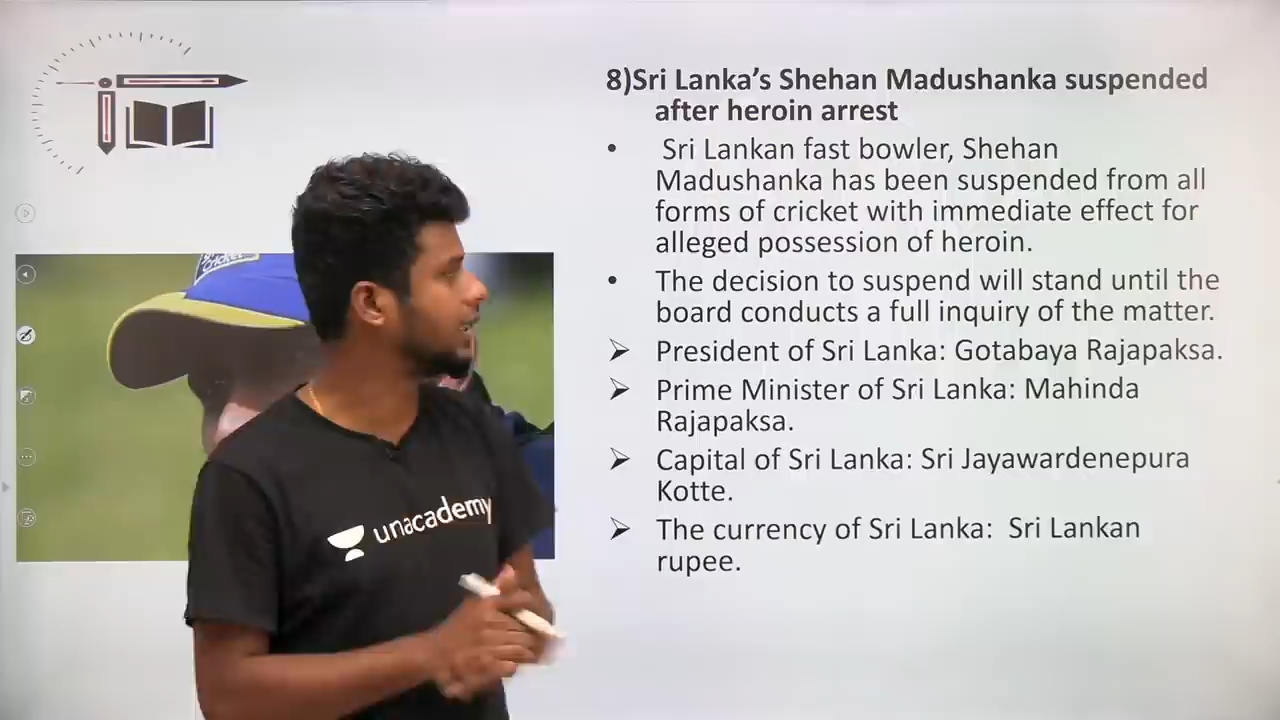 8)Sri Lanka’s Shehan Madushanka suspended
after heroin arrest
• Sri Lankan fast bowler, Shehan
Madushanka has been suspended from all
forms of cricket with immediate effect for
alleged possession of heroin.
• The decision to suspend will stand until the
board conducts a full inquiry of the matter.
➢ President of Sri Lanka: Gotabaya Rajapaksa.
➢ Prime Minister of Sri Lanka: Mahinda
Rajapaksa.
➢ Capital of Sri Lanka: Sri Jayawardenepura
Kotte.
➢ The currency of Sri Lanka: Sri Lankan
rupee.
Cricket
unacademy